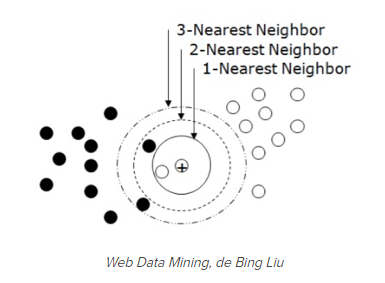 3-Nearest Neighbor
2-Nearest Neighbor
1-Nearest Neighbor
+
Web Data Mining, de Bing Liu